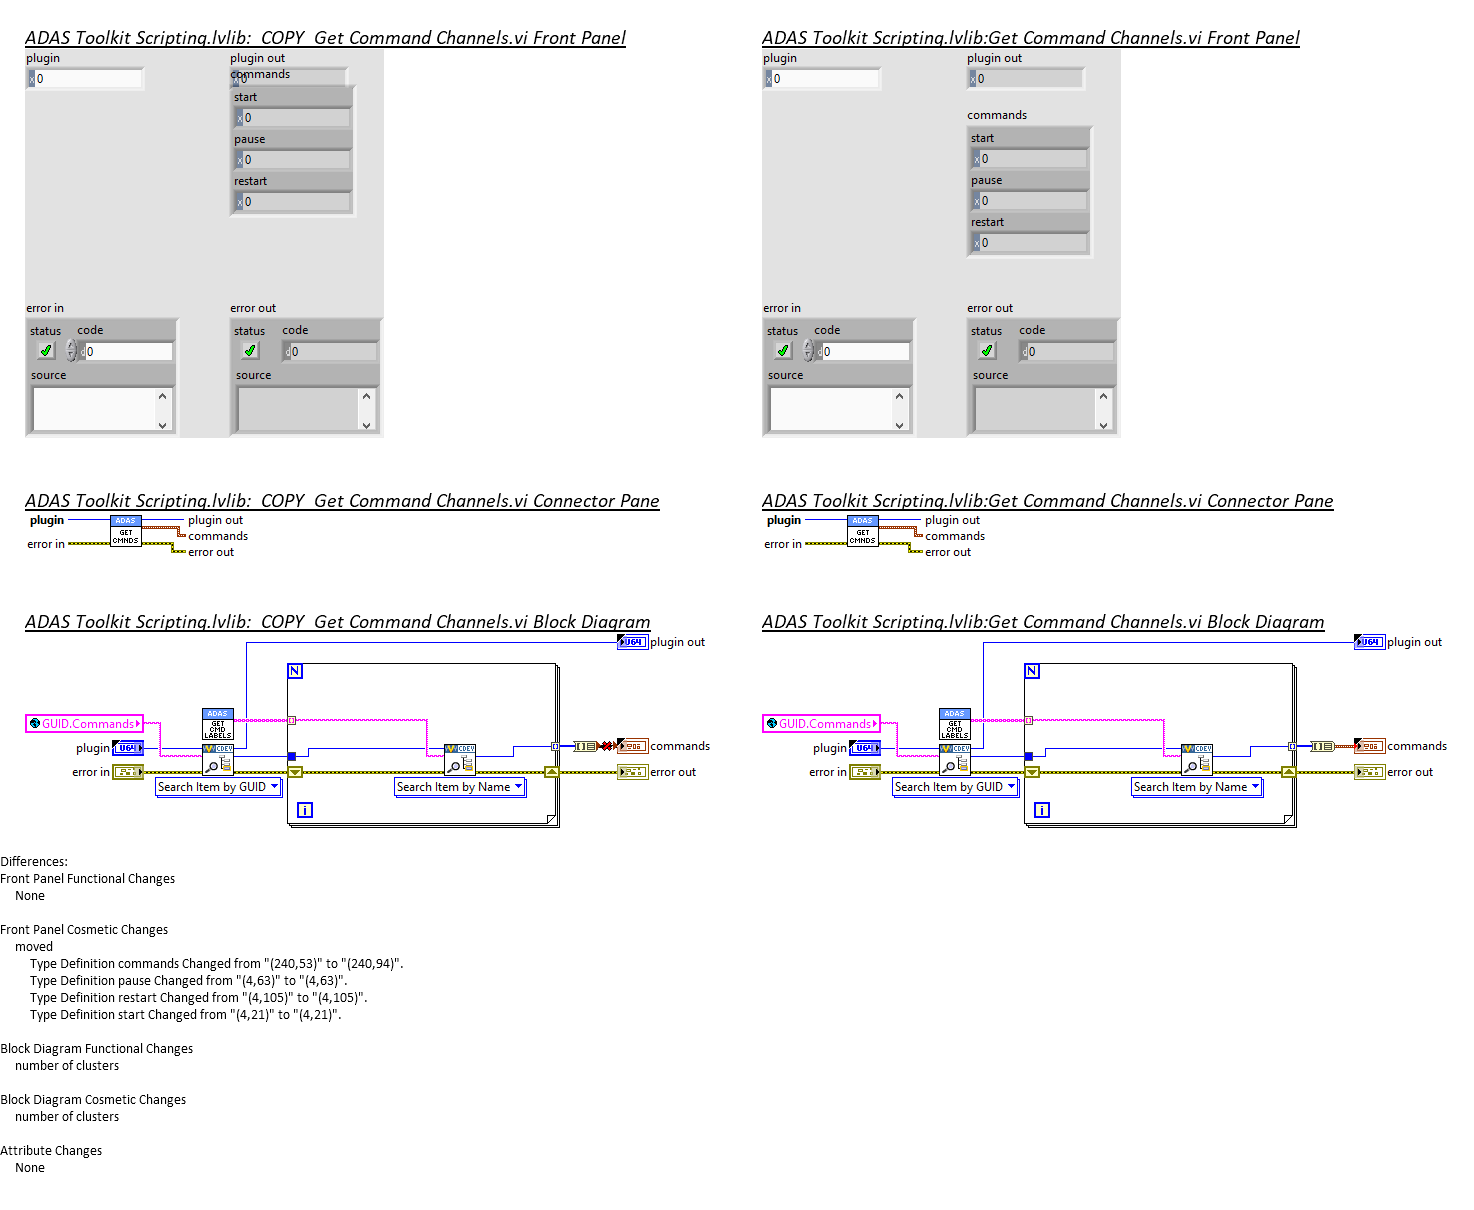 ADAS Toolkit Scripting.lvlib:  COPY  Get Command Channels.vi Front Panel
plugin
x 0
plugin out
x 0
commands
start
x 0
pause
x 0
restart
x 0
error in
status
code
d 0
source
error out
status
code
d 0
source
ADAS Toolkit Scripting.lvlib:Get Command Channels.vi Front Panel
plugin
x 0
plugin out
x 0
commands
start
x 0
pause
x 0
restart
x 0
error in
status
code
d 0
source
error out
status
code
d 0
source
ADAS Toolkit Scripting.lvlib:  COPY  Get Command Channels.vi Connector Pane
plugin
error in
ADAS
GET
CMNDS
plugin out
commands
error out
ADAS Toolkit Scripting.lvlib:Get Command Channels.vi Connector Pane
plugin
error in
ADAS
GET
CMNDS
plugin out
commands
error out
ADAS Toolkit Scripting.lvlib:  COPY  Get Command Channels.vi Block Diagram
U64
plugin out
N
GUID.Commands
ADAS
GET
CMD
LABELS
plugin
U64
CDEV
CDEV
commands
error in
error out
Search Item by GUID
Search Item by Name
i
ADAS Toolkit Scripting.lvlib:Get Command Channels.vi Block Diagram
U64
plugin out
N
GUID.Commands
ADAS
GET
CMD
LABELS
plugin
U64
CDEV
CDEV
commands
error in
error out
Search Item by GUID
Search Item by Name
i
Differences:
Front Panel Functional Changes
None
Front Panel Cosmetic Changes
moved
Type Definition commands Changed from "(240,53)" to "(240,94)".
Type Definition pause Changed from "(4,63)" to "(4,63)".
Type Definition restart Changed from "(4,105)" to "(4,105)".
Type Definition start Changed from "(4,21)" to "(4,21)".
Block Diagram Functional Changes
number of clusters
Block Diagram Cosmetic Changes
number of clusters
Attribute Changes
None